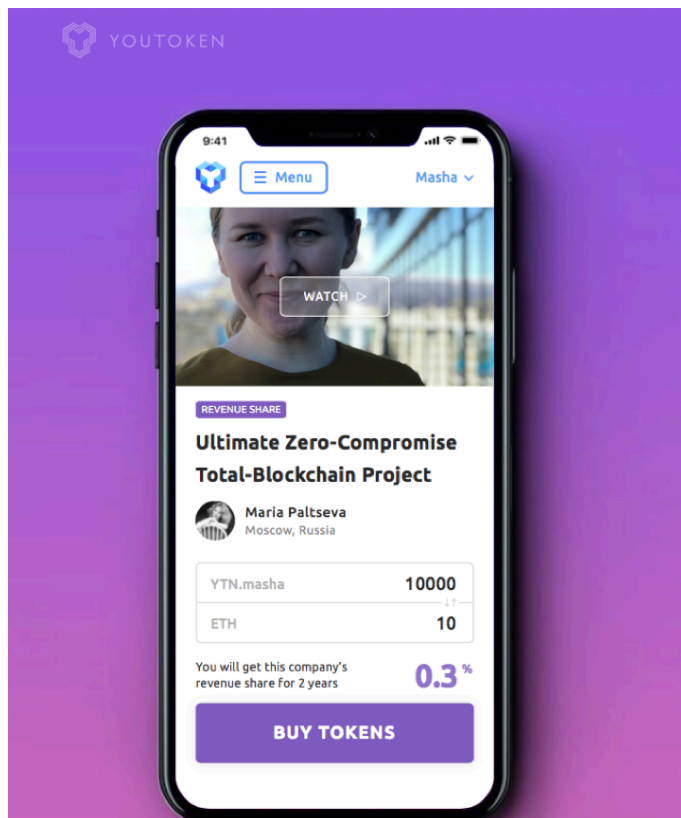 YOUTOKEN
9:41
Menu
Masha
WATCH
REVENUE SHARE
Ultimate Zero-Compromise
Total-Blockchain Project
Maria Paltseva
Moscow, Russia
YTN.masha 10000
ETH 10
You will get this company's
revenue share for 2 years
0.3 %
BUY TOKENS